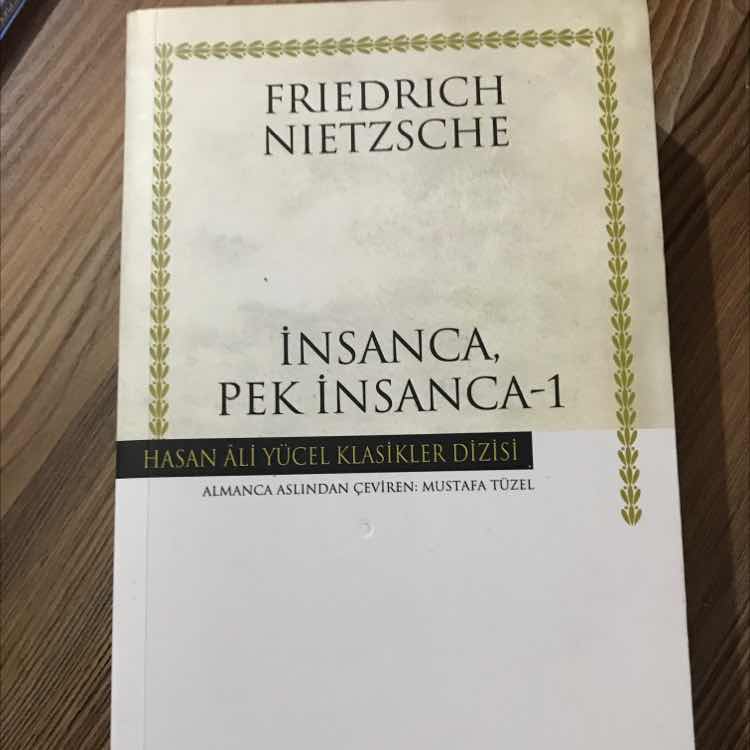 FRIEDRICH
NIETZSCHE
İNSANCA,
PEK İNSANCA-1
HASAN ÂLİ YÜCEL KLASİKLER DİZİSİ
ALMANCA ASLINDAN ÇEVİREN: MUSTAFA TÜZEL